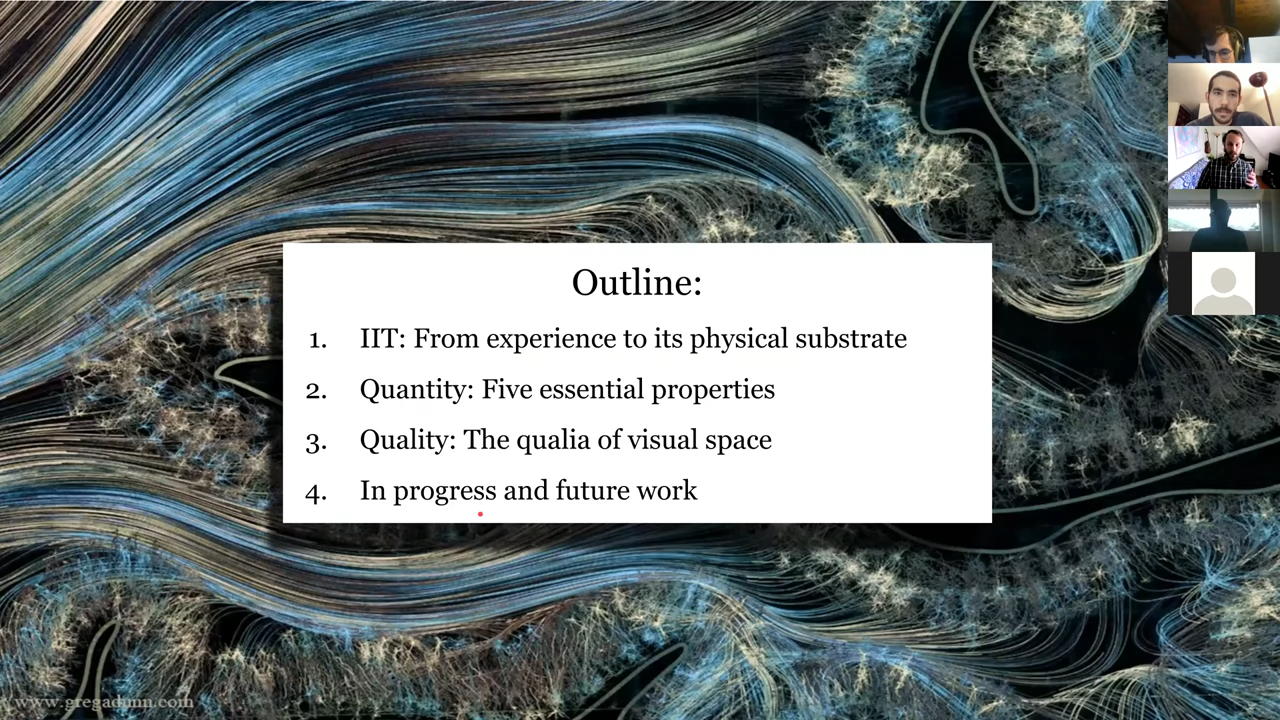 Outline:
1. IIT: From experience to its physical substrate
2. Quantity: Five essential properties
3. Quality: The qualia of visual space
4. In progress and future work
www.gregadunn.com